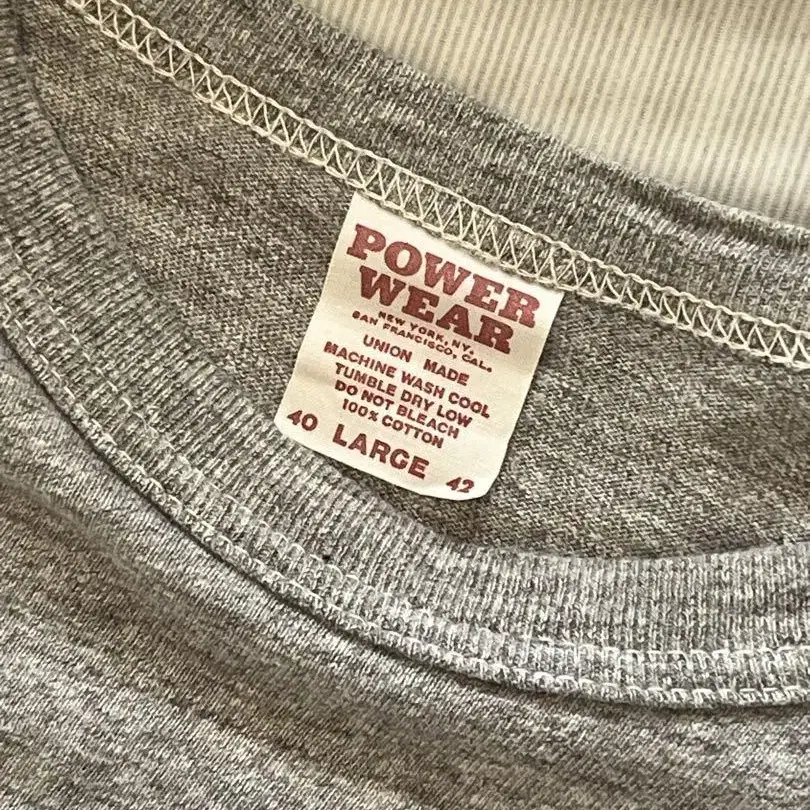 POWER
WEAR
NEW YORK, NY.
SAN FRANCISCO, CAL.
UNION MADE
MACHINE WASH COOL
TUMBLE DRY LOW
DO NOT BLEACH
100% COTTON
40 LARGE 42